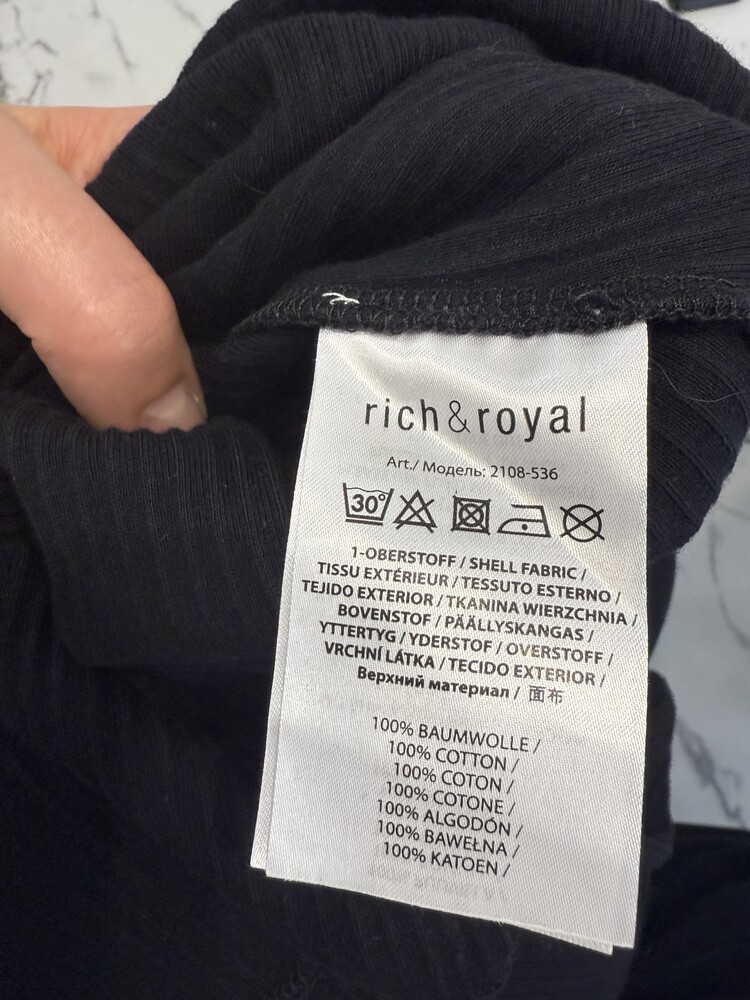 rich&royal
Art./ Модель: 2108-536
30°
1-OBERSTOFF / SHELL FABRIC /
TISSU EXTÉRIEUR / TESSUTO ESTERNO /
TEJIDO EXTERIOR / TKANINA WIERZCHNIA /
BOVENSTOF / PÄÄLLYSKANGAS /
YTTERTYG / YDERSTOF / OVERSTOFF /
VRCHNÍ LÁTKA / TECIDO EXTERIOR /
Верхний материал / 面布
100% BAUMWOLLE /
100% COTTON /
100% COTON /
100% COTONE /
100% ALGODÓN /
100% BAWEŁNA /
100% KATOEN /